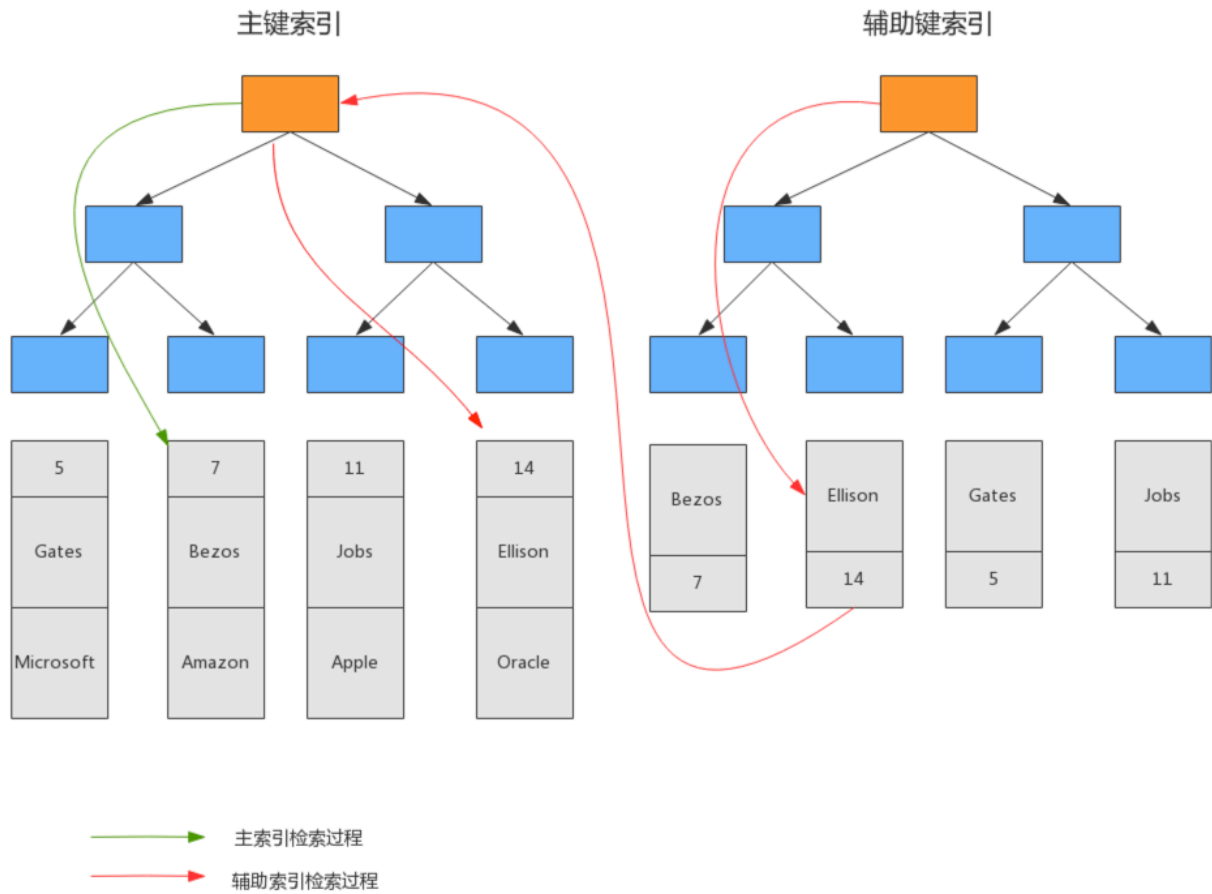 主键索引
辅助键索引
5
7
11
14
Gates
Bezos
Jobs
Ellison
Microsoft
Amazon
Apple
Oracle
Bezos
Ellison
Gates
Jobs
7
14
5
11
主索引检索过程
辅助索引检索过程